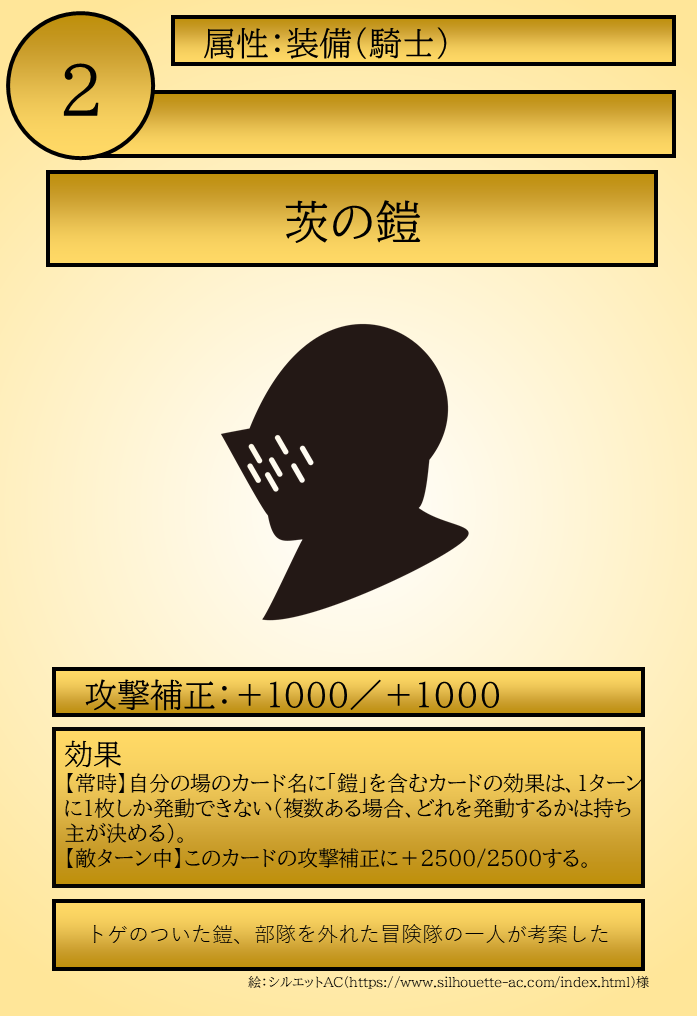 属性：装備（騎士）
2
茨の鎧
攻撃補正：＋1000／＋1000
効果
【常時】自分の場のカード名に「鎧」を含むカードの効果は、1ターン
に1枚しか発動できない（複数ある場合、どれを発動するかは持ち
主が決める）。
【敵ターン中】このカードの攻撃補正に＋2500/2500する。
トゲのついた鎧、部隊を外れた冒険隊の一人が考案した
絵：シルエットAC（https://www.silhouette-ac.com/index.html）様